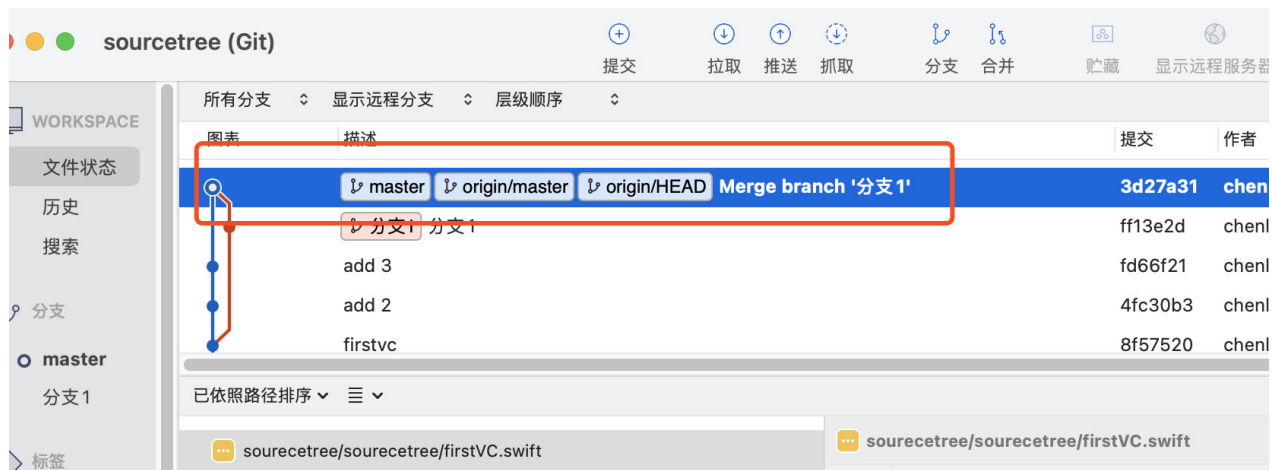 sourcetree (Git)
提交 拉取 推送 抓取 分支 合并 贮藏 显示远程服务器
所有分支 显示远程分支 层级顺序
WORKSPACE
图表 描述 提交 作者
文件状态
master origin/master origin/HEAD Merge branch '分支1' 3d27a31 chen
历史
分支1 分支1 ff13e2d chenl
搜索
add 3 fd66f21 chenl
分支
add 2 4fc30b3 chenl
master
firstvc 8f57520 chenl
分支1
已依照路径排序
标签
sourecetree/sourecetree/firstVC.swift
sourecetree/sourecetree/firstVC.swift